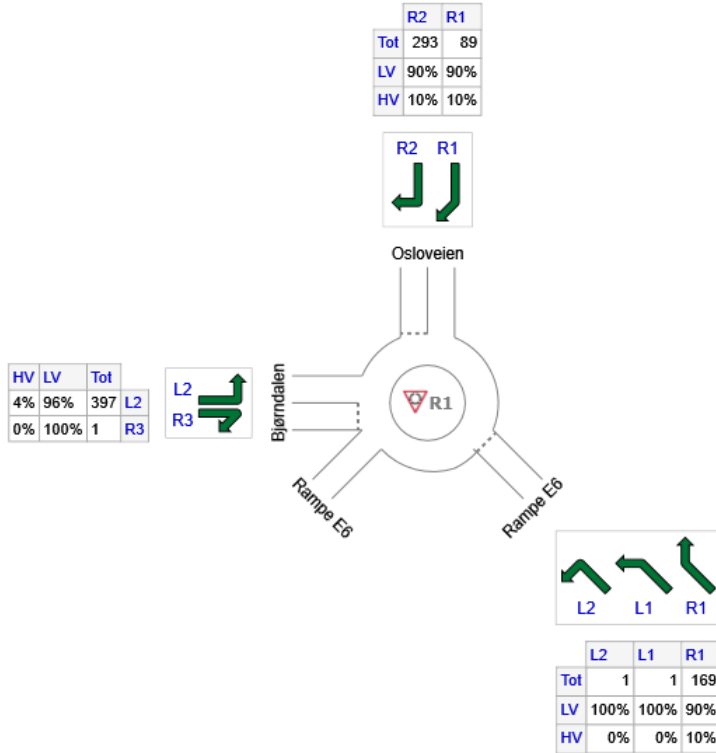 R2 R1
Tot 293 89
LV 90% 90%
HV 10% 10%
R2 R1
Osloveien
HV LV Tot
4% 96% 397 L2
0% 100% 1 R3
L2
R3
Bjørndalen
R1
Rampe E6
Rampe E6
L2 L1 R1
L2 L1 R1
Tot 1 1 169
LV 100% 100% 90%
HV 0% 0% 10%